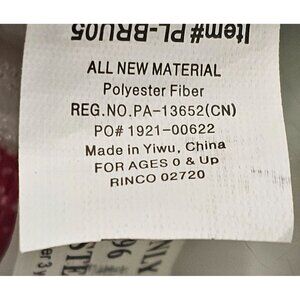 Item# PL-BRU05
ALL NEW MATERIAL
Polyester Fiber
REG.NO.PA-13652(CN)
PO# 1921-00622
Made in Yiwu, China
FOR AGES 0 & Up
RINCO 02720